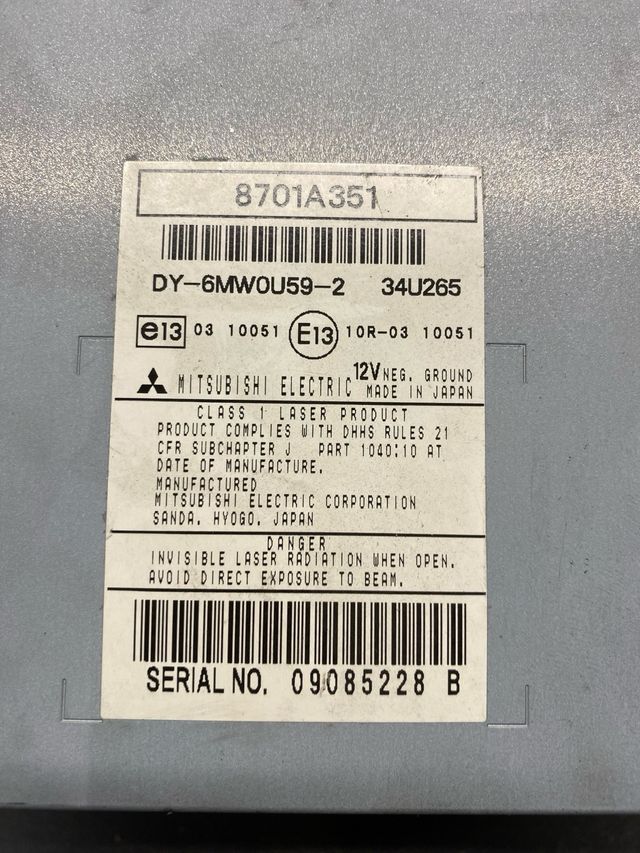 8701A351
DY-6MW0U59-2 34U265
e13 03 10051 E13 10R-03 10051
MITSUBISHI ELECTRIC 12V NEG. GROUND
MADE IN JAPAN
CLASS 1 LASER PRODUCT
PRODUCT COMPLIES WITH DHHS RULES 21
CFR SUBCHAPTER J PART 1040:10 AT
DATE OF MANUFACTURE.
MANUFACTURED
MITSUBISHI ELECTRIC CORPORATION
SANDA, HYOGO, JAPAN
DANGER
INVISIBLE LASER RADIATION WHEN OPEN.
AVOID DIRECT EXPOSURE TO BEAM.
SERIAL NO. 09085228 B